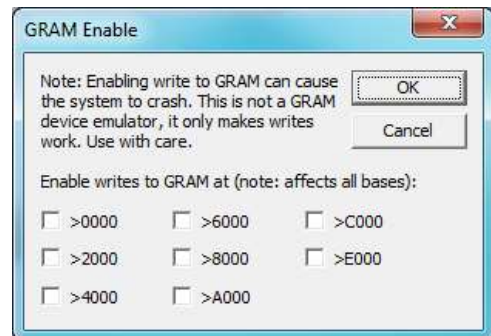 GRAM Enable
Note: Enabling write to GRAM can cause
the system to crash. This is not a GRAM
device emulator, it only makes writes
work. Use with care.
OK
Cancel
Enable writes to GRAM at (note: affects all bases):
>0000 >6000 >C000
>2000 >8000 >E000
>4000 >A000